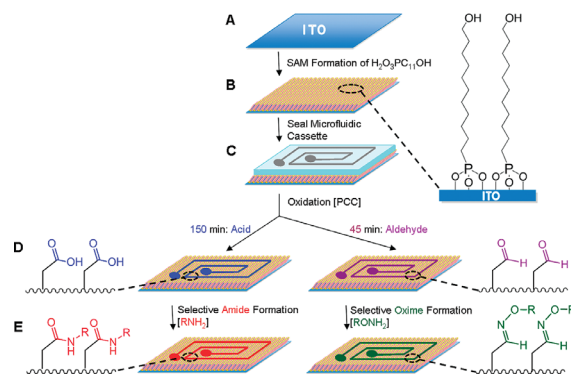 A
ITO
SAM Formation of H2O3PC11OH
B
Seal Microfluidic
Cassette
C
Oxidation [PCC]
150 min: Acid
45 min: Aldehyde
OH
OH
P
P
O O O O O O
ITO
D
O
OH
O
OH
O
H
O
H
Selective Amide Formation
[RNH2]
Selective Oxime Formation
[RONH2]
E
O
N-R
H
O
N-R
H
O-R
N
H
O-R
N
H